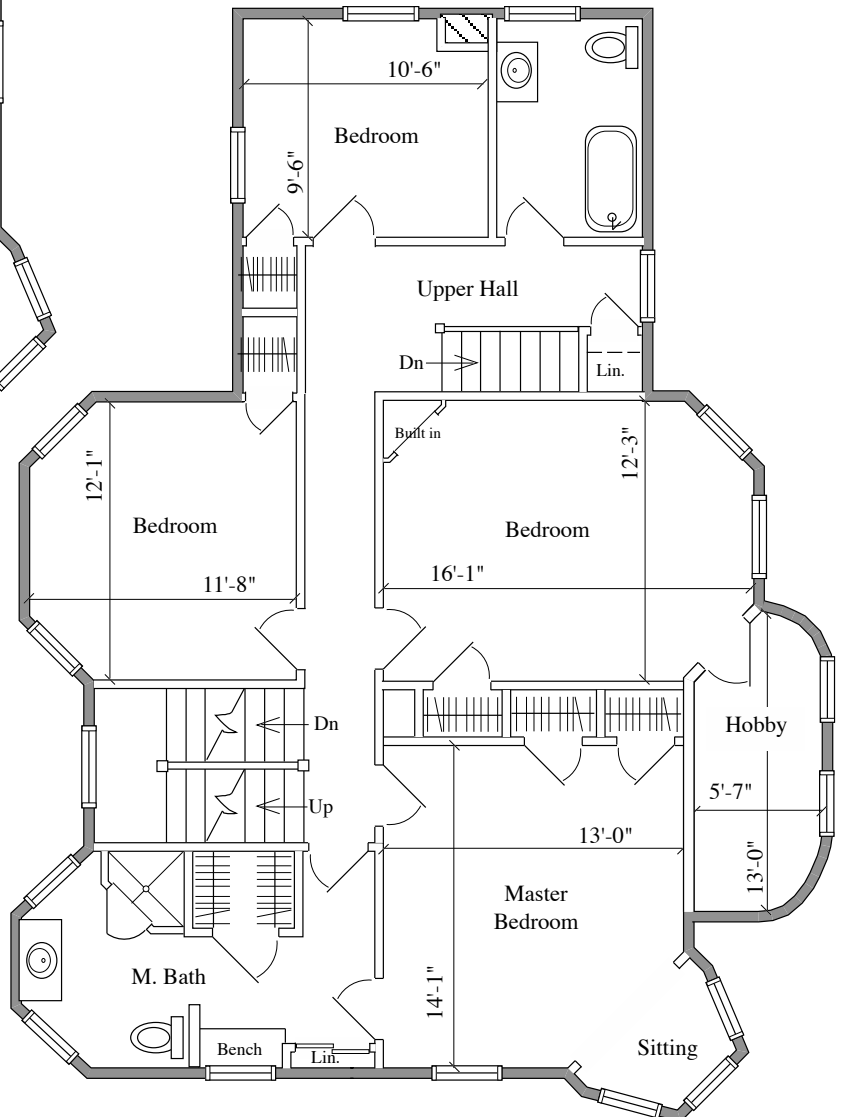 10'-6"
Bedroom
9'-6"
Upper Hall
Dn
Lin.
Built in
12'-1"
12'-3"
Bedroom
Bedroom
16'-1"
11'-8"
Dn
Hobby
Up
5'-7"
13'-0"
13'-0"
Master
Bedroom
M. Bath
14'-1"
Bench
Lin.
Sitting